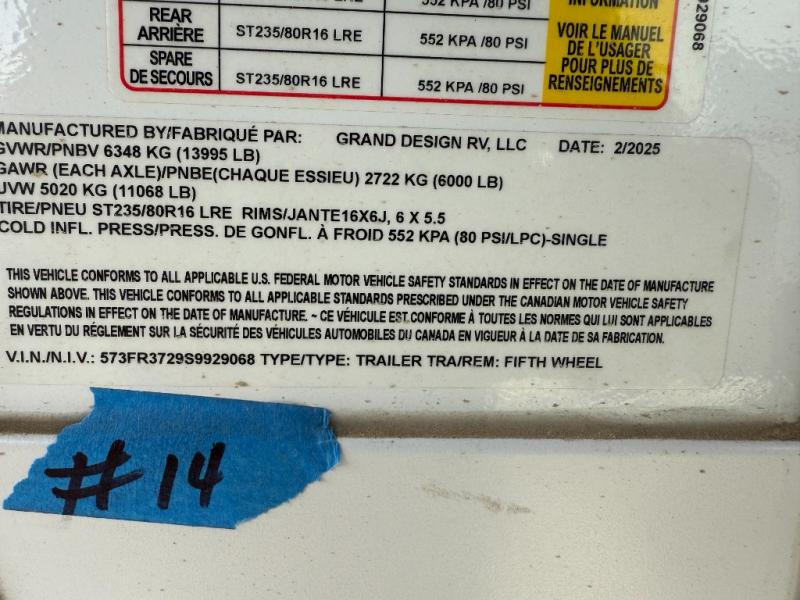 552 KPA /80 PSI
INFORMATION
REAR
ARRIÈRE
ST235/80R16 LRE
552 KPA /80 PSI
SPARE
DE SECOURS
ST235/80R16 LRE
552 KPA /80 PSI
VOIR LE MANUEL
DE L'USAGER
POUR PLUS DE
RENSEIGNEMENTS
929068
MANUFACTURED BY/FABRIQUÉ PAR: GRAND DESIGN RV, LLC DATE: 2/2025
GVWR/PNBV 6348 KG (13995 LB)
GAWR (EACH AXLE)/PNBE(CHAQUE ESSIEU) 2722 KG (6000 LB)
UVW 5020 KG (11068 LB)
TIRE/PNEU ST235/80R16 LRE RIMS/JANTE16X6J, 6 X 5.5
COLD INFL. PRESS/PRESS. DE GONFL. À FROID 552 KPA (80 PSI/LPC)-SINGLE
THIS VEHICLE CONFORMS TO ALL APPLICABLE U.S. FEDERAL MOTOR VEHICLE SAFETY STANDARDS IN EFFECT ON THE DATE OF MANUFACTURE
SHOWN ABOVE. THIS VEHICLE CONFORMS TO ALL APPLICABLE STANDARDS PRESCRIBED UNDER THE CANADIAN MOTOR VEHICLE SAFETY
REGULATIONS IN EFFECT ON THE DATE OF MANUFACTURE. ~ CE VÉHICULE EST CONFORME À TOUTES LES NORMES QUI LUI SONT APPLICABLES
EN VERTU DU RÉGLEMENT SUR LA SÉCURITÉ DES VÉHICULES AUTOMOBILES DU CANADA EN VIGUEUR À LA DATE DE SA FABRICATION.
V.I.N./N.I.V.: 573FR3729S9929068 TYPE/TYPE: TRAILER TRA/REM: FIFTH WHEEL
#14